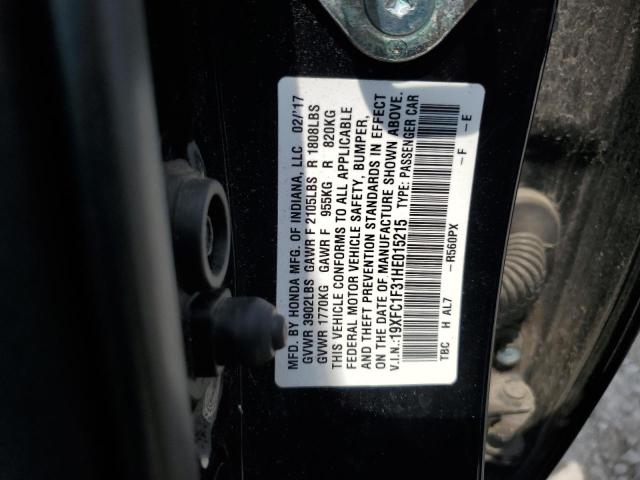 MFD. BY HONDA MFG. OF INDIANA, LLC 02/'17
GVWR 3902LBS GAWR F 2105LBS R 1808LBS
GVWR 1770KG GAWR F 955KG R 820KG
THIS VEHICLE CONFORMS TO ALL APPLICABLE
FEDERAL MOTOR VEHICLE SAFETY, BUMPER,
AND THEFT PREVENTION STANDARDS IN EFFECT
ON THE DATE OF MANUFACTURE SHOWN ABOVE.
V.I.N.:19XFC1F31HE015215 TYPE: PASSENGER CAR
TBC H AL7 -R560PX -F -E